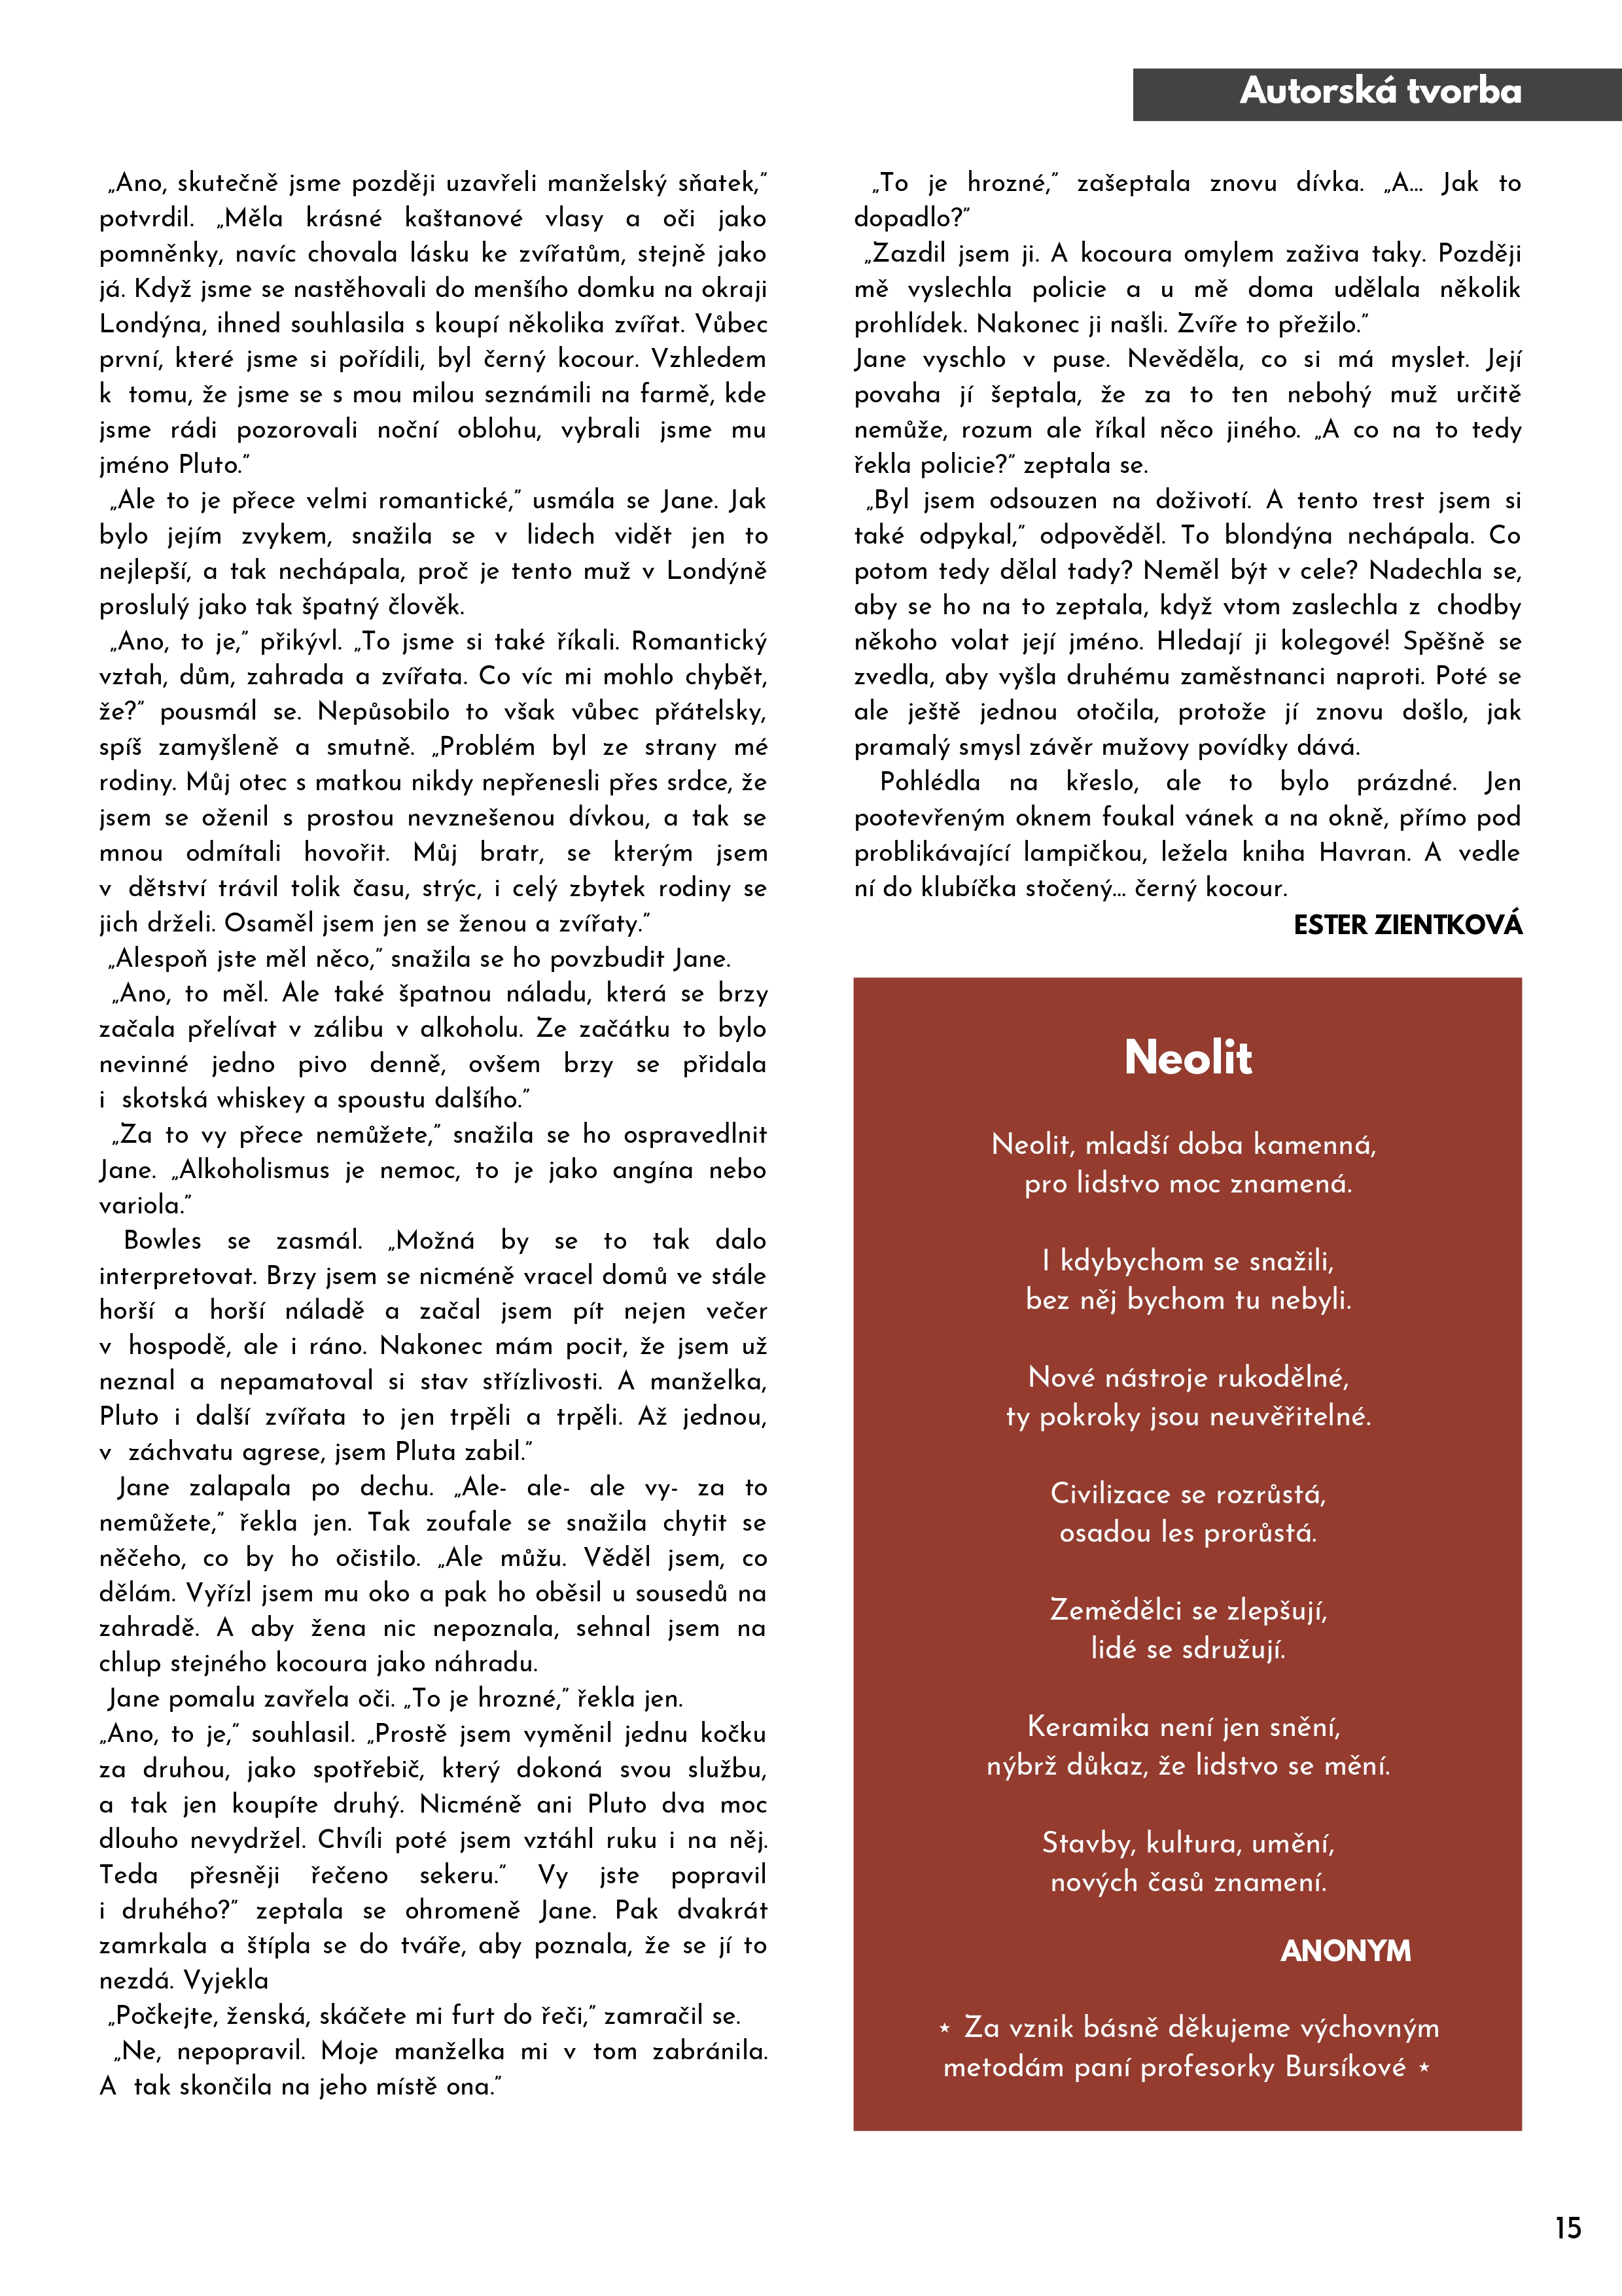 Autorská tvorba
„Ano, skutečně jsme později uzavřeli manželský sňatek,”
potvrdil. „Měla krásné kaštanové vlasy a oči jako
pomněnky, navíc chovala lásku ke zvířatům, stejně jako
já. Když jsme se nastěhovali do menšího domku na okraji
Londýna, ihned souhlasila s koupí několika zvířat. Vůbec
první, které jsme si pořídili, byl černý kocour. Vzhledem
k tomu, že jsme se s mou milou seznámili na farmě, kde
jsme rádi pozorovali noční oblohu, vybrali jsme mu
jméno Pluto.”
„Ale to je přece velmi romantické,” usmála se Jane. Jak
bylo jejím zvykem, snažila se v lidech vidět jen to
nejlepší, a tak nechápala, proč je tento muž v Londýně
proslulý jako tak špatný člověk.
„Ano, to je,” přikývl. „To jsme si také říkali. Romantický
vztah, dům, zahrada a zvířata. Co víc mi mohlo chybět,
že?” pousmál se. Nepůsobilo to však vůbec přátelsky,
spíš zamyšleně a smutně. „Problém byl ze strany mé
rodiny. Můj otec s matkou nikdy nepřenesli přes srdce, že
jsem se oženil s prostou nevznešenou dívkou, a tak se
mnou odmítali hovořit. Můj bratr, se kterým jsem
v dětství trávil tolik času, strýc, i celý zbytek rodiny se
jich drželi. Osaměl jsem jen se ženou a zvířaty.”
„Alespoň jste měl něco,” snažila se ho povzbudit Jane.
„Ano, to měl. Ale také špatnou náladu, která se brzy
začala přelívat v zálibu v alkoholu. Ze začátku to bylo
nevinné jedno pivo denně, ovšem brzy se přidala
i skotská whiskey a spoustu dalšího.”
„Za to vy přece nemůžete,” snažila se ho ospravedlnit
Jane. „Alkoholismus je nemoc, to je jako angína nebo
variola.”
Bowles se zasmál. „Možná by se to tak dalo
interpretovat. Brzy jsem se nicméně vracel domů ve stále
horší a horší náladě a začal jsem pít nejen večer
v hospodě, ale i ráno. Nakonec mám pocit, že jsem už
neznal a nepamatoval si stav střízlivosti. A manželka,
Pluto i další zvířata to jen trpěli a trpěli. Až jednou,
v záchvatu agrese, jsem Pluta zabil.”
Jane zalapala po dechu. „Ale- ale- ale vy- za to
nemůžete,” řekla jen. Tak zoufale se snažila chytit se
něčeho, co by ho očistilo. „Ale můžu. Věděl jsem, co
dělám. Vyřízl jsem mu oko a pak ho oběsil u sousedů na
zahradě. A aby žena nic nepoznala, sehnal jsem na
chlup stejného kocoura jako náhradu.
Jane pomalu zavřela oči. „To je hrozné,” řekla jen.
„Ano, to je,” souhlasil. „Prostě jsem vyměnil jednu kočku
za druhou, jako spotřebič, který dokoná svou službu,
a tak jen koupíte druhý. Nicméně ani Pluto dva moc
dlouho nevydržel. Chvíli poté jsem vztáhl ruku i na něj.
Teda přesněji řečeno sekeru.” Vy jste popravil
i druhého?” zeptala se ohromeně Jane. Pak dvakrát
zamrkala a štípla se do tváře, aby poznala, že se jí to
nezdá. Vyjekla
„Počkejte, ženská, skáčete mi furt do řeči,” zamračil se.
„Ne, nepopravil. Moje manželka mi v tom zabránila.
A tak skončila na jeho místě ona.”
„To je hrozné,” zašeptala znovu dívka. „A... Jak to
dopadlo?”
„Zazdil jsem ji. A kocoura omylem zaživa taky. Později
mě vyslechla policie a u mě doma udělala několik
prohlídek. Nakonec ji našli. Zvíře to přežilo.”
Jane vyschlo v puse. Nevěděla, co si má myslet. Její
povaha jí šeptala, že za to ten nebohý muž určitě
nemůže, rozum ale říkal něco jiného. „A co na to tedy
řekla policie?” zeptala se.
„Byl jsem odsouzen na doživotí. A tento trest jsem si
také odpykal,” odpověděl. To blondýna nechápala. Co
potom tedy dělal tady? Neměl být v cele? Nadechla se,
aby se ho na to zeptala, když vtom zaslechla z chodby
někoho volat její jméno. Hledají ji kolegové! Spěšně se
zvedla, aby vyšla druhému zaměstnanci naproti. Poté se
ale ještě jednou otočila, protože jí znovu došlo, jak
pramalý smysl závěr mužovy povídky dává.
Pohlédla na křeslo, ale to bylo prázdné. Jen
pootevřeným oknem foukal vánek a na okně, přímo pod
problikávající lampičkou, ležela kniha Havran. A vedle
ní do klubíčka stočený... černý kocour.
ESTER ZIENTKOVÁ
Neolit
Neolit, mladší doba kamenná,
pro lidstvo moc znamená.
I kdybychom se snažili,
bez něj bychom tu nebyli.
Nové nástroje rukodělné,
ty pokroky jsou neuvěřitelné.
Civilizace se rozrůstá,
osadou les prorůstá.
Zemědělci se zlepšují,
lidé se sdružují.
Keramika není jen snění,
nýbrž důkaz, že lidstvo se mění.
Stavby, kultura, umění,
nových časů znamení.
ANONYM
⋆ Za vznik básně děkujeme výchovným
metodám paní profesorky Bursíkové ⋆
15